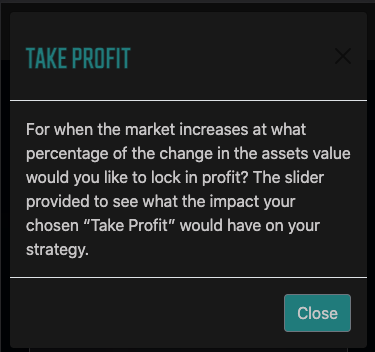 TAKE PROFIT
For when the market increases at what
percentage of the change in the assets value
would you like to lock in profit? The slider
provided to see what the impact your
chosen “Take Profit” would have on your
strategy.
Close